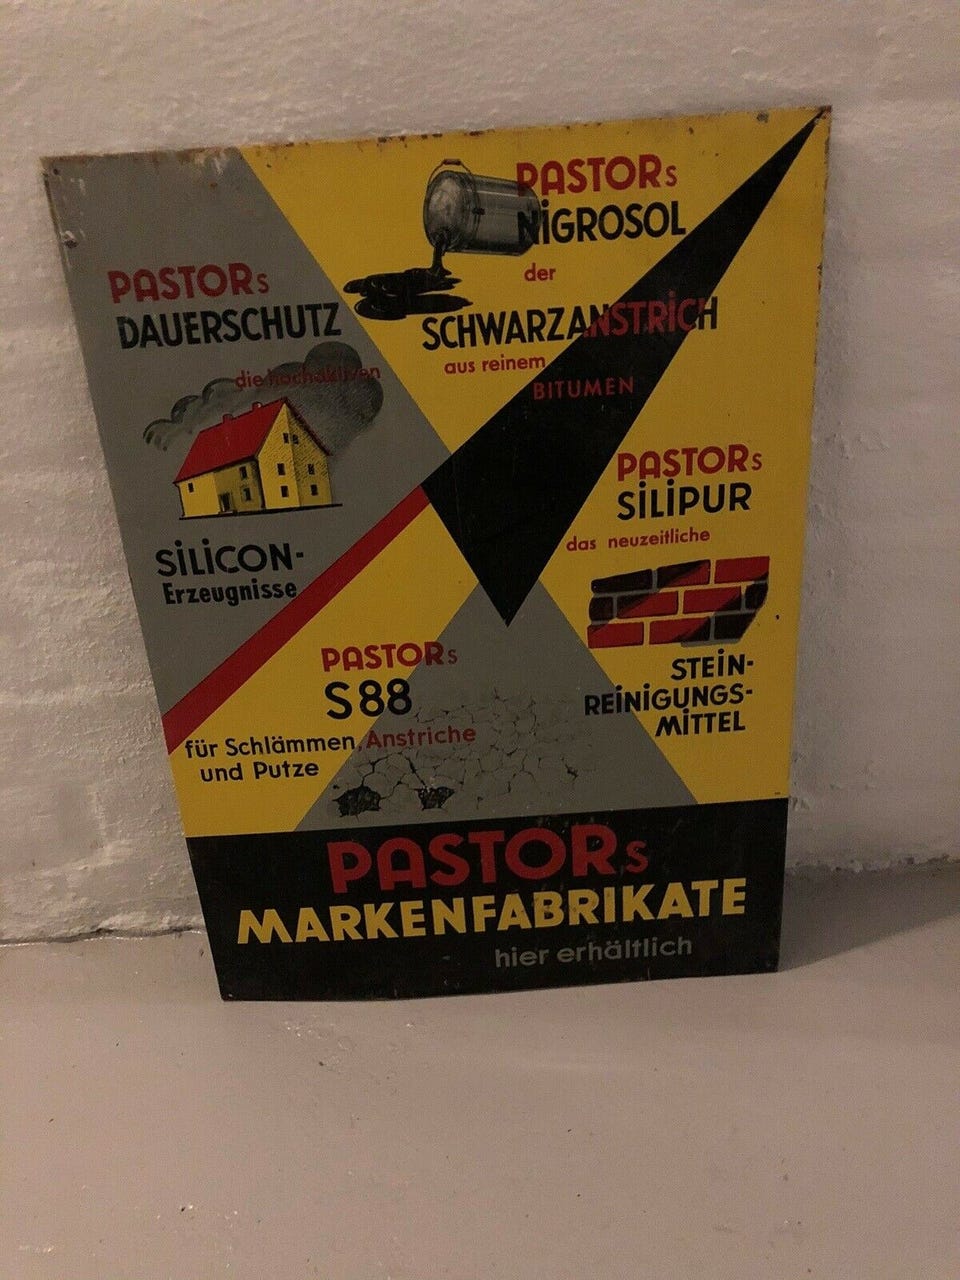 PASTORs
NiGROSOL
der
SCHWARZANSTRiCH
aus reinem
BITUMEN
PASTORs
DAUERSCHUTZ
die hochaktiven
SiLiCON-
Erzeugnisse
PASTORs
SiLiPUR
das neuzeitliche
STEiN-
REiNiGUNGS-
MiTTEL
PASTORs
S 88
für Schlämmen, Anstriche
und Putze
PASTORs
MARKENFABRIKATE
hier erhältlich